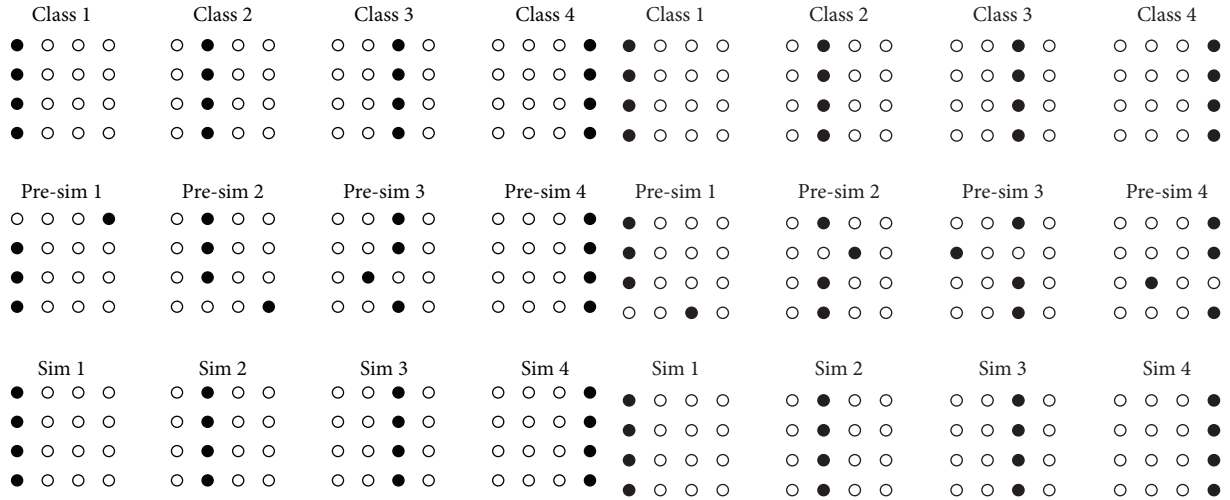 Class 1 Class 2 Class 3 Class 4 Class 1 Class 2 Class 3 Class 4
Pre-sim 1 Pre-sim 2 Pre-sim 3 Pre-sim 4 Pre-sim 1 Pre-sim 2 Pre-sim 3 Pre-sim 4
Sim 1 Sim 2 Sim 3 Sim 4 Sim 1 Sim 2 Sim 3 Sim 4